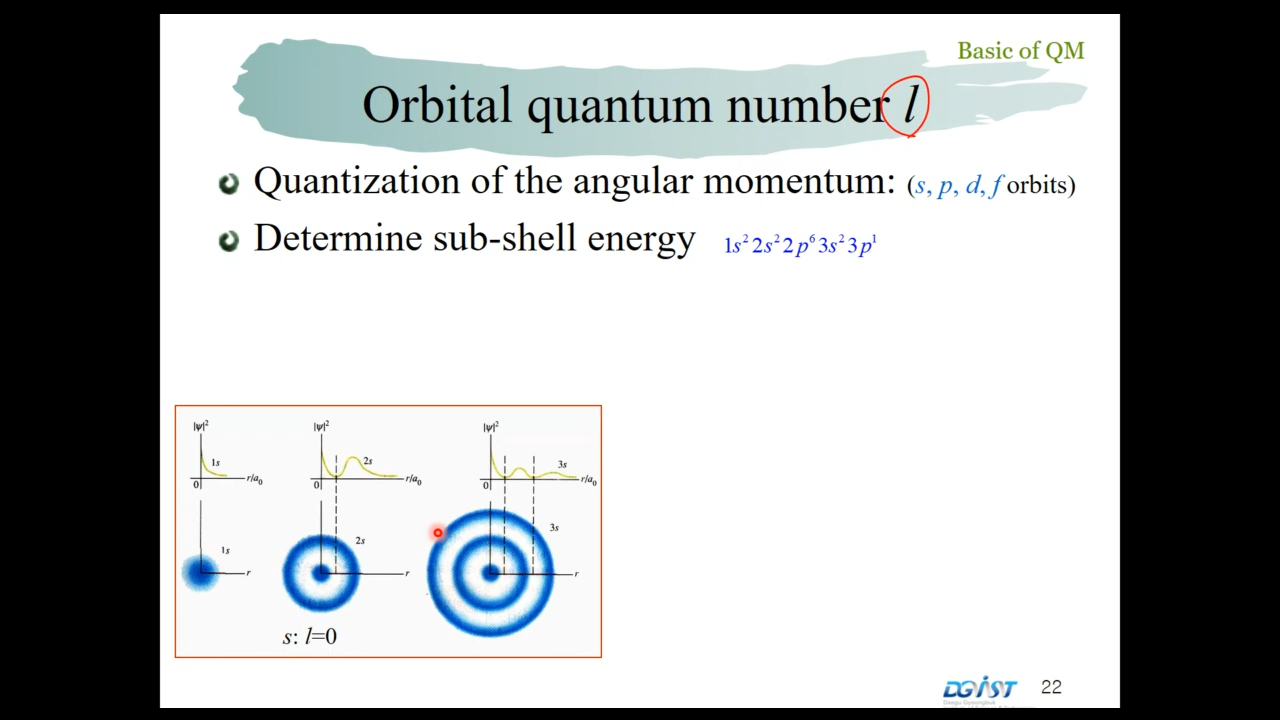 Basic of QM
Orbital quantum number l
Quantization of the angular momentum: (s, p, d, f orbits)
Determine sub-shell energy 1s² 2s² 2p⁶ 3s² 3p¹
|ψ|² |ψ|² |ψ|²
1s 2s 3s
0 r/a₀ 0 r/a₀ 0 r/a₀
1s 2s 3s
r r r
s: l=0
DGIST 22